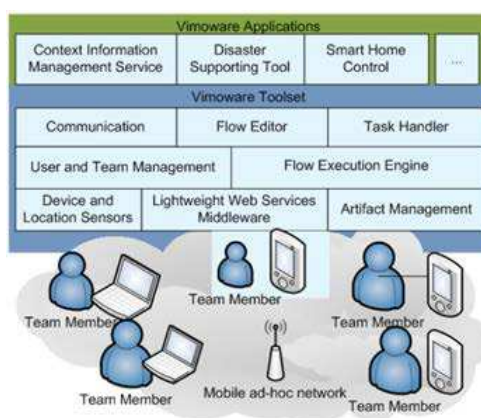 Vimoware Applications
Context Information
Management Service
Disaster
Supporting Tool
Smart Home
Control
...
Vimoware Toolset
Communication
Flow Editor
Task Handler
User and Team Management
Flow Execution Engine
Device and
Location Sensors
Lightweight Web Services
Middleware
Artifact Management
Team Member
Team Member
Team Member
Team Member
Mobile ad-hoc network
Team Member